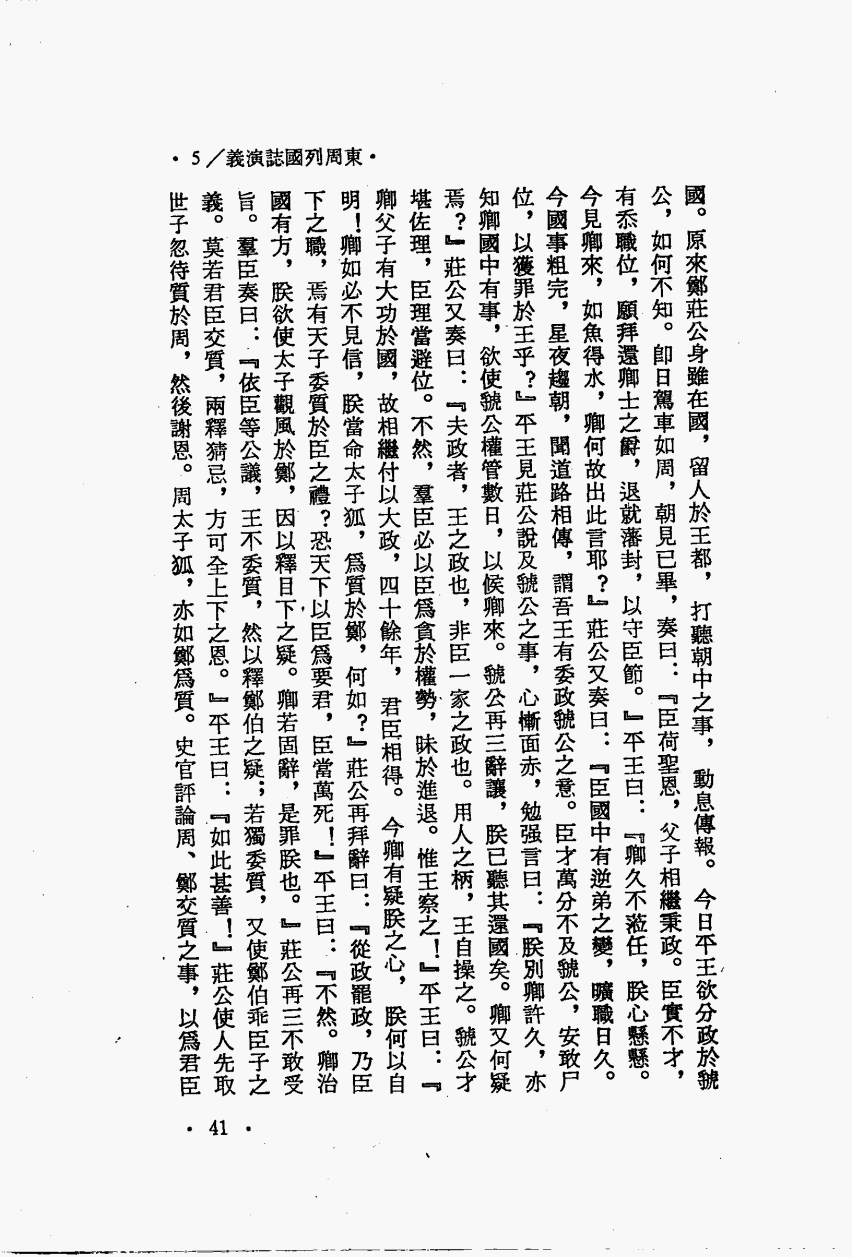 ・東周列國誌演義／5・
國。原來鄭莊公身雖在國，留人於王都，打聽朝中之事，動息傳報。今日平王欲分政於虢
公，如何不知。卽日駕車如周，朝見已畢，奏曰：『臣荷聖恩，父子相繼秉政。臣實不才，
有忝職位，願拜還卿士之爵，退就藩封，以守臣節。』平王曰：『卿久不蒞任，朕心懸懸。
今見卿來，如魚得水，卿何故出此言耶？』莊公又奏曰：『臣國中有逆弟之變，曠職日久。
今國事粗完，星夜趨朝，聞道路相傳，謂吾王有委政虢公之意。臣才萬分不及虢公，安敢尸
位，以獲罪於王乎？』平王見莊公說及虢公之事，心慚面赤，勉强言曰：『朕別卿許久，亦
知卿國中有事，欲使虢公權管數日，以候卿來。虢公再三辭讓，朕已聽其還國矣。卿又何疑
焉？』莊公又奏曰：『夫政者，王之政也，非臣一家之政也。用人之柄，王自操之。虢公才
堪佐理，臣理當避位。不然，羣臣必以臣爲貪於權勢，昧於進退。惟王察之！』平王曰：『
卿父子有大功於國，故相繼付以大政，四十餘年，君臣相得。今卿有疑朕之心，朕何以自
明！卿如必不見信，朕當命太子狐，爲質於鄭，何如？』莊公再拜辭曰：『從政罷政，乃臣
下之職，焉有天子委質於臣之禮？恐天下以臣爲要君，臣當萬死！』平王曰：『不然。卿治
國有方，朕欲使太子觀風於鄭，因以釋目下之疑。卿若固辭，是罪朕也。』莊公再三不敢受
旨。羣臣奏曰：『依臣等公議，王不委質，然以釋鄭伯之疑；若獨委質，又使鄭伯乖臣子之
義。莫若君臣交質，兩釋猜忌，方可全上下之恩。』平王曰：『如此甚善！』莊公使人先取
世子忽待質於周，然後謝恩。周太子狐，亦如鄭爲質。史官評論周、鄭交質之事，以爲君臣
・41・